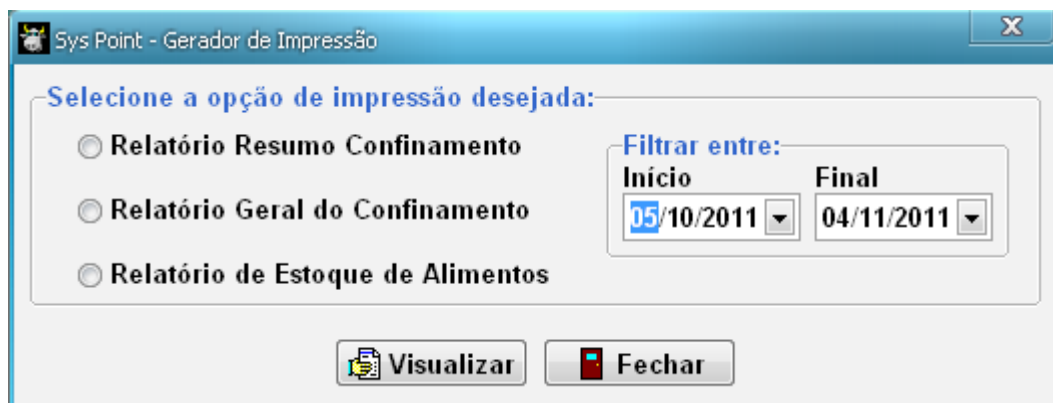 Sys Point - Gerador de Impressão
Selecione a opção de impressão desejada:
Relatório Resumo Confinamento
Relatório Geral do Confinamento
Relatório de Estoque de Alimentos
Filtrar entre:
Início Final
05/10/2011 04/11/2011
Visualizar Fechar